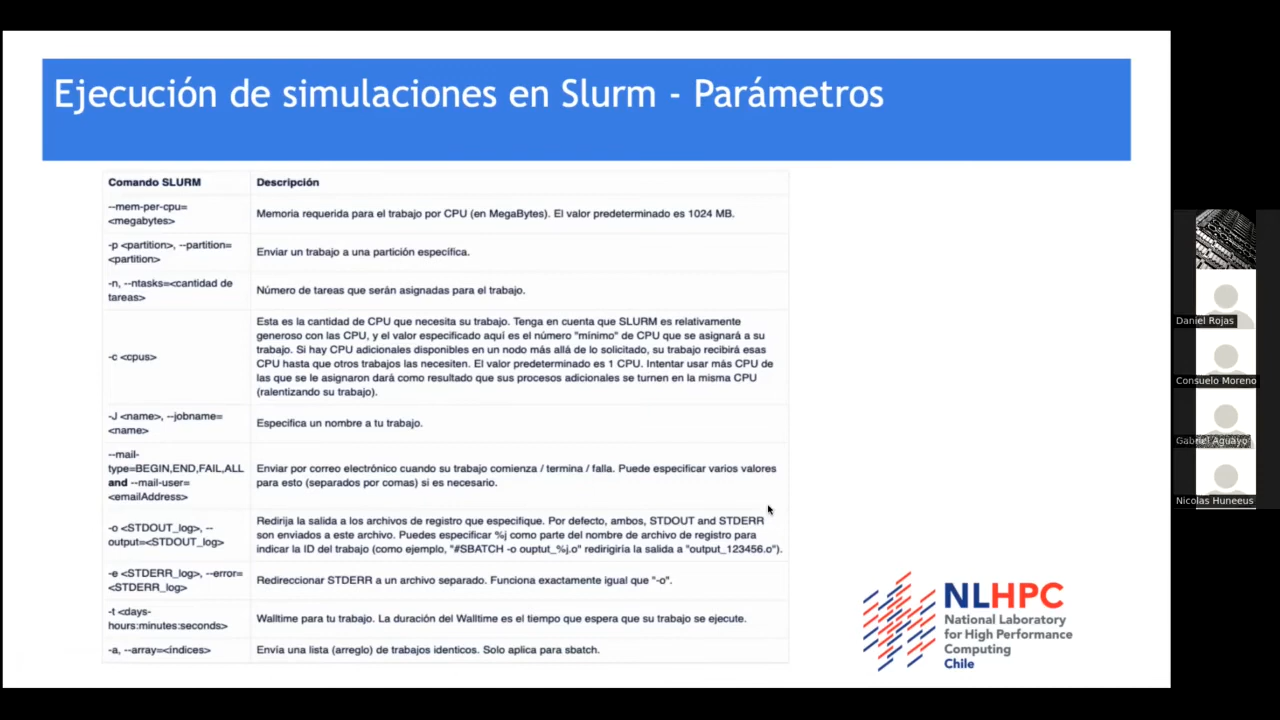 Ejecución de simulaciones en Slurm - Parámetros
Comando SLURM
Descripción
--mem-per-cpu=
<megabytes>
Memoria requerida para el trabajo por CPU (en MegaBytes). El valor predeterminado es 1024 MB.
-p <partition>, --partition=
<partition>
Enviar un trabajo a una partición específica.
-n, --ntasks=<cantidad de
tareas>
Número de tareas que serán asignadas para el trabajo.
-c <cpus>
Esta es la cantidad de CPU que necesita su trabajo. Tenga en cuenta que SLURM es relativamente
generoso con las CPU, y el valor especificado aquí es el número "mínimo" de CPU que se asignará a su
trabajo. Si hay CPU adicionales disponibles en un nodo más allá de lo solicitado, su trabajo recibirá esas
CPU hasta que otros trabajos las necesiten. El valor predeterminado es 1 CPU. Intentar usar más CPU de
las que se le asignaron dará como resultado que sus procesos adicionales se turnen en la misma CPU
(ralentizando su trabajo).
-J <name>, --jobname=
<name>
Especifica un nombre a tu trabajo.
--mail-
type=BEGIN,END,FAIL,ALL
and --mail-user=
<emailAddress>
Enviar por correo electrónico cuando su trabajo comienza / termina / falla. Puede especificar varios valores
para esto (separados por comas) si es necesario.
-o <STDOUT_log>, --
output=<STDOUT_log>
Redirija la salida a los archivos de registro que especifique. Por defecto, ambos, STDOUT and STDERR
son enviados a este archivo. Puedes especificar %j como parte del nombre de archivo de registro para
indicar la ID del trabajo (como ejemplo, "#SBATCH -o ouptut_%j.o" redirigiría la salida a "output_123456.o").
-e <STDERR_log>, --error=
<STDERR_log>
Redireccionar STDERR a un archivo separado. Funciona exactamente igual que "-o".
-t <days-
hours:minutes:seconds>
Walltime para tu trabajo. La duración del Walltime es el tiempo que espera que su trabajo se ejecute.
-a, --array=<indices>
Envía una lista (arreglo) de trabajos identicos. Solo aplica para sbatch.
NLHPC
National Laboratory
for High Performance
Computing
Chile
Daniel Rojas
Consuelo Moreno
Gabriel Aguayo
Nicolas Huneeus